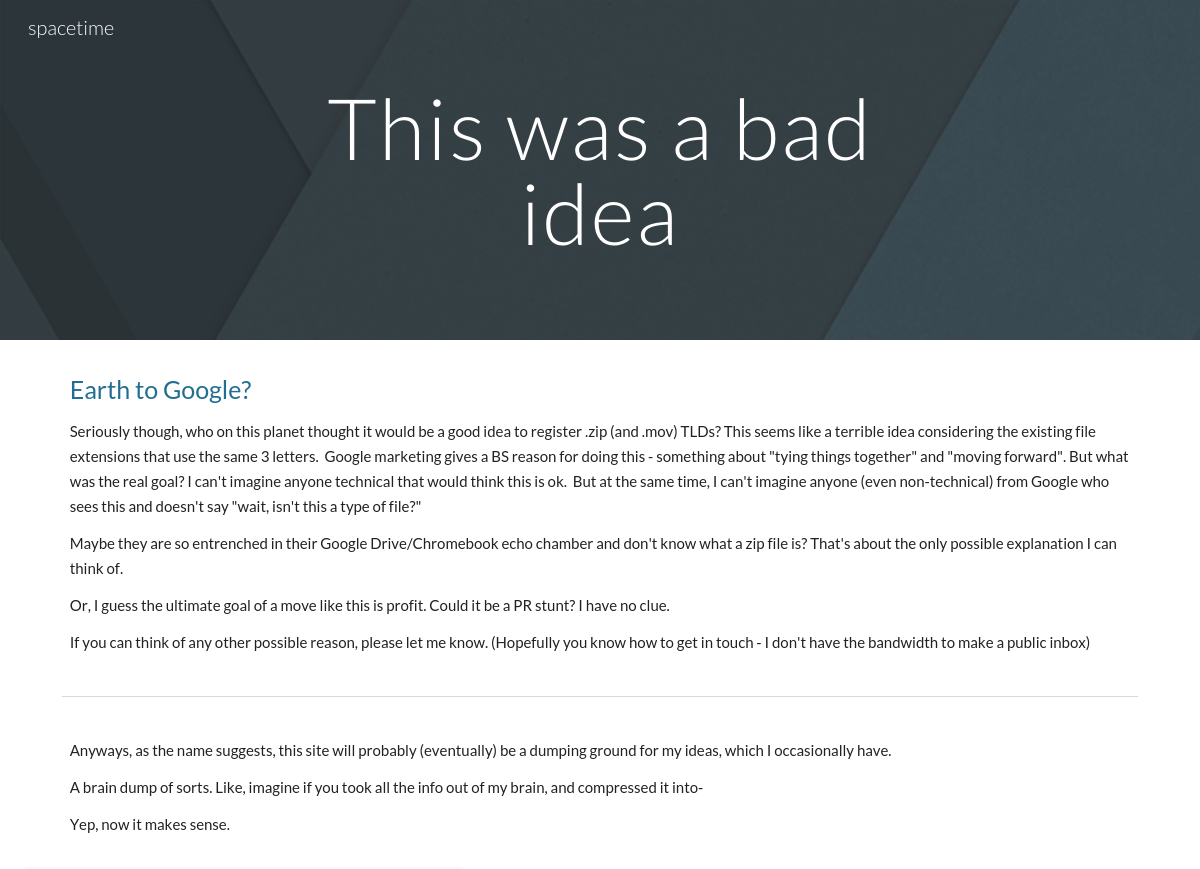 spacetime
This was a bad
idea
Earth to Google?
Seriously though, who on this planet thought it would be a good idea to register .zip (and .mov) TLDs? This seems like a terrible idea considering the existing file
extensions that use the same 3 letters.  Google marketing gives a BS reason for doing this - something about "tying things together" and "moving forward". But what
was the real goal? I can't imagine anyone technical that would think this is ok.  But at the same time, I can't imagine anyone (even non-technical) from Google who
sees this and doesn't say "wait, isn't this a type of file?"
Maybe they are so entrenched in their Google Drive/Chromebook echo chamber and don't know what a zip file is? That's about the only possible explanation I can
think of.
Or, I guess the ultimate goal of a move like this is profit. Could it be a PR stunt? I have no clue.
If you can think of any other possible reason, please let me know. (Hopefully you know how to get in touch - I don't have the bandwidth to make a public inbox)
Anyways, as the name suggests, this site will probably (eventually) be a dumping ground for my ideas, which I occasionally have.
A brain dump of sorts. Like, imagine if you took all the info out of my brain, and compressed it into-
Yep, now it makes sense.